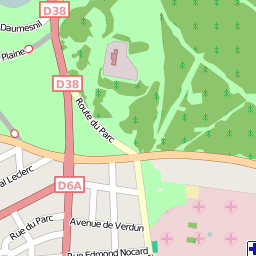 D38
Daumesnil
Plaine
D38
Route du Parc
al Leclerc
D6A
Rue du Parc
Avenue de Verdun
Rue Edmond Nocard